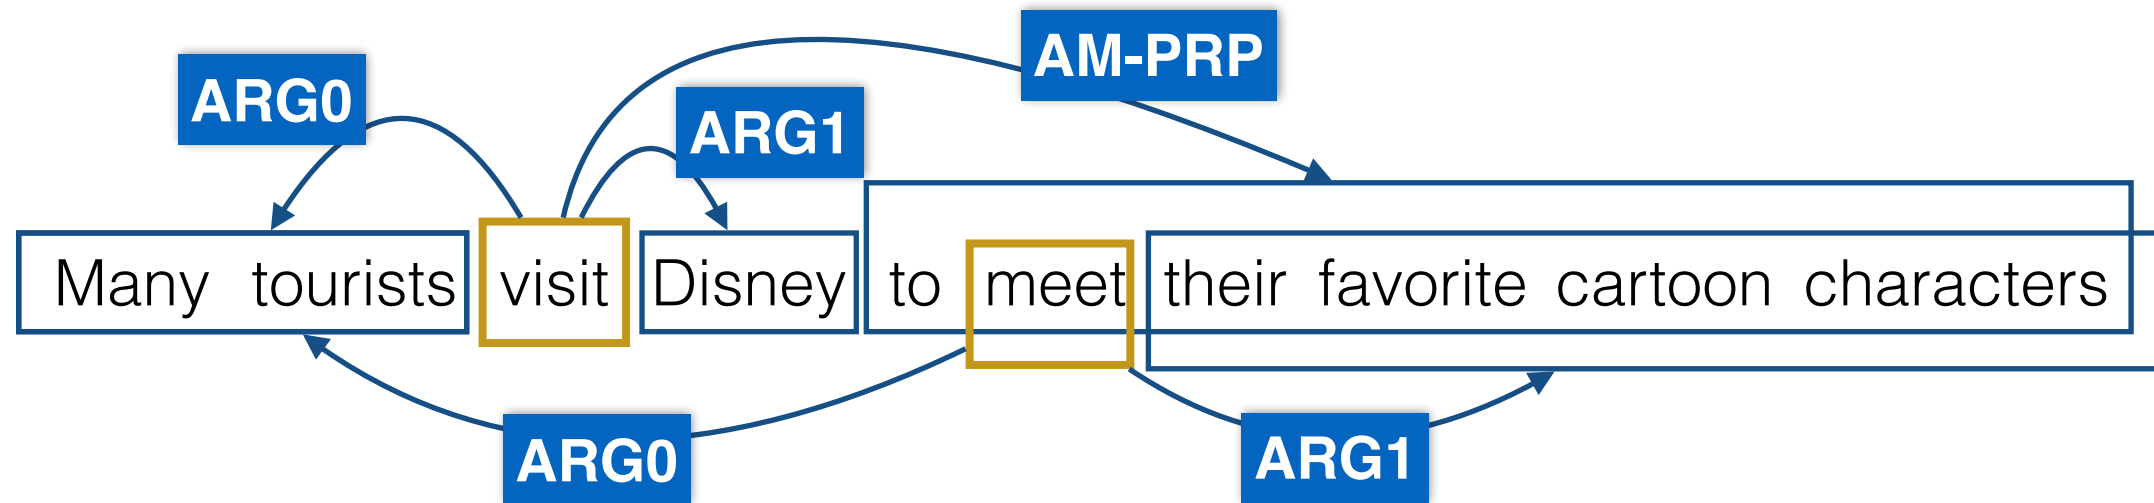 AM-PRP
ARG0
ARG1
Many tourists visit Disney to meet their favorite cartoon characters
ARG0
ARG1